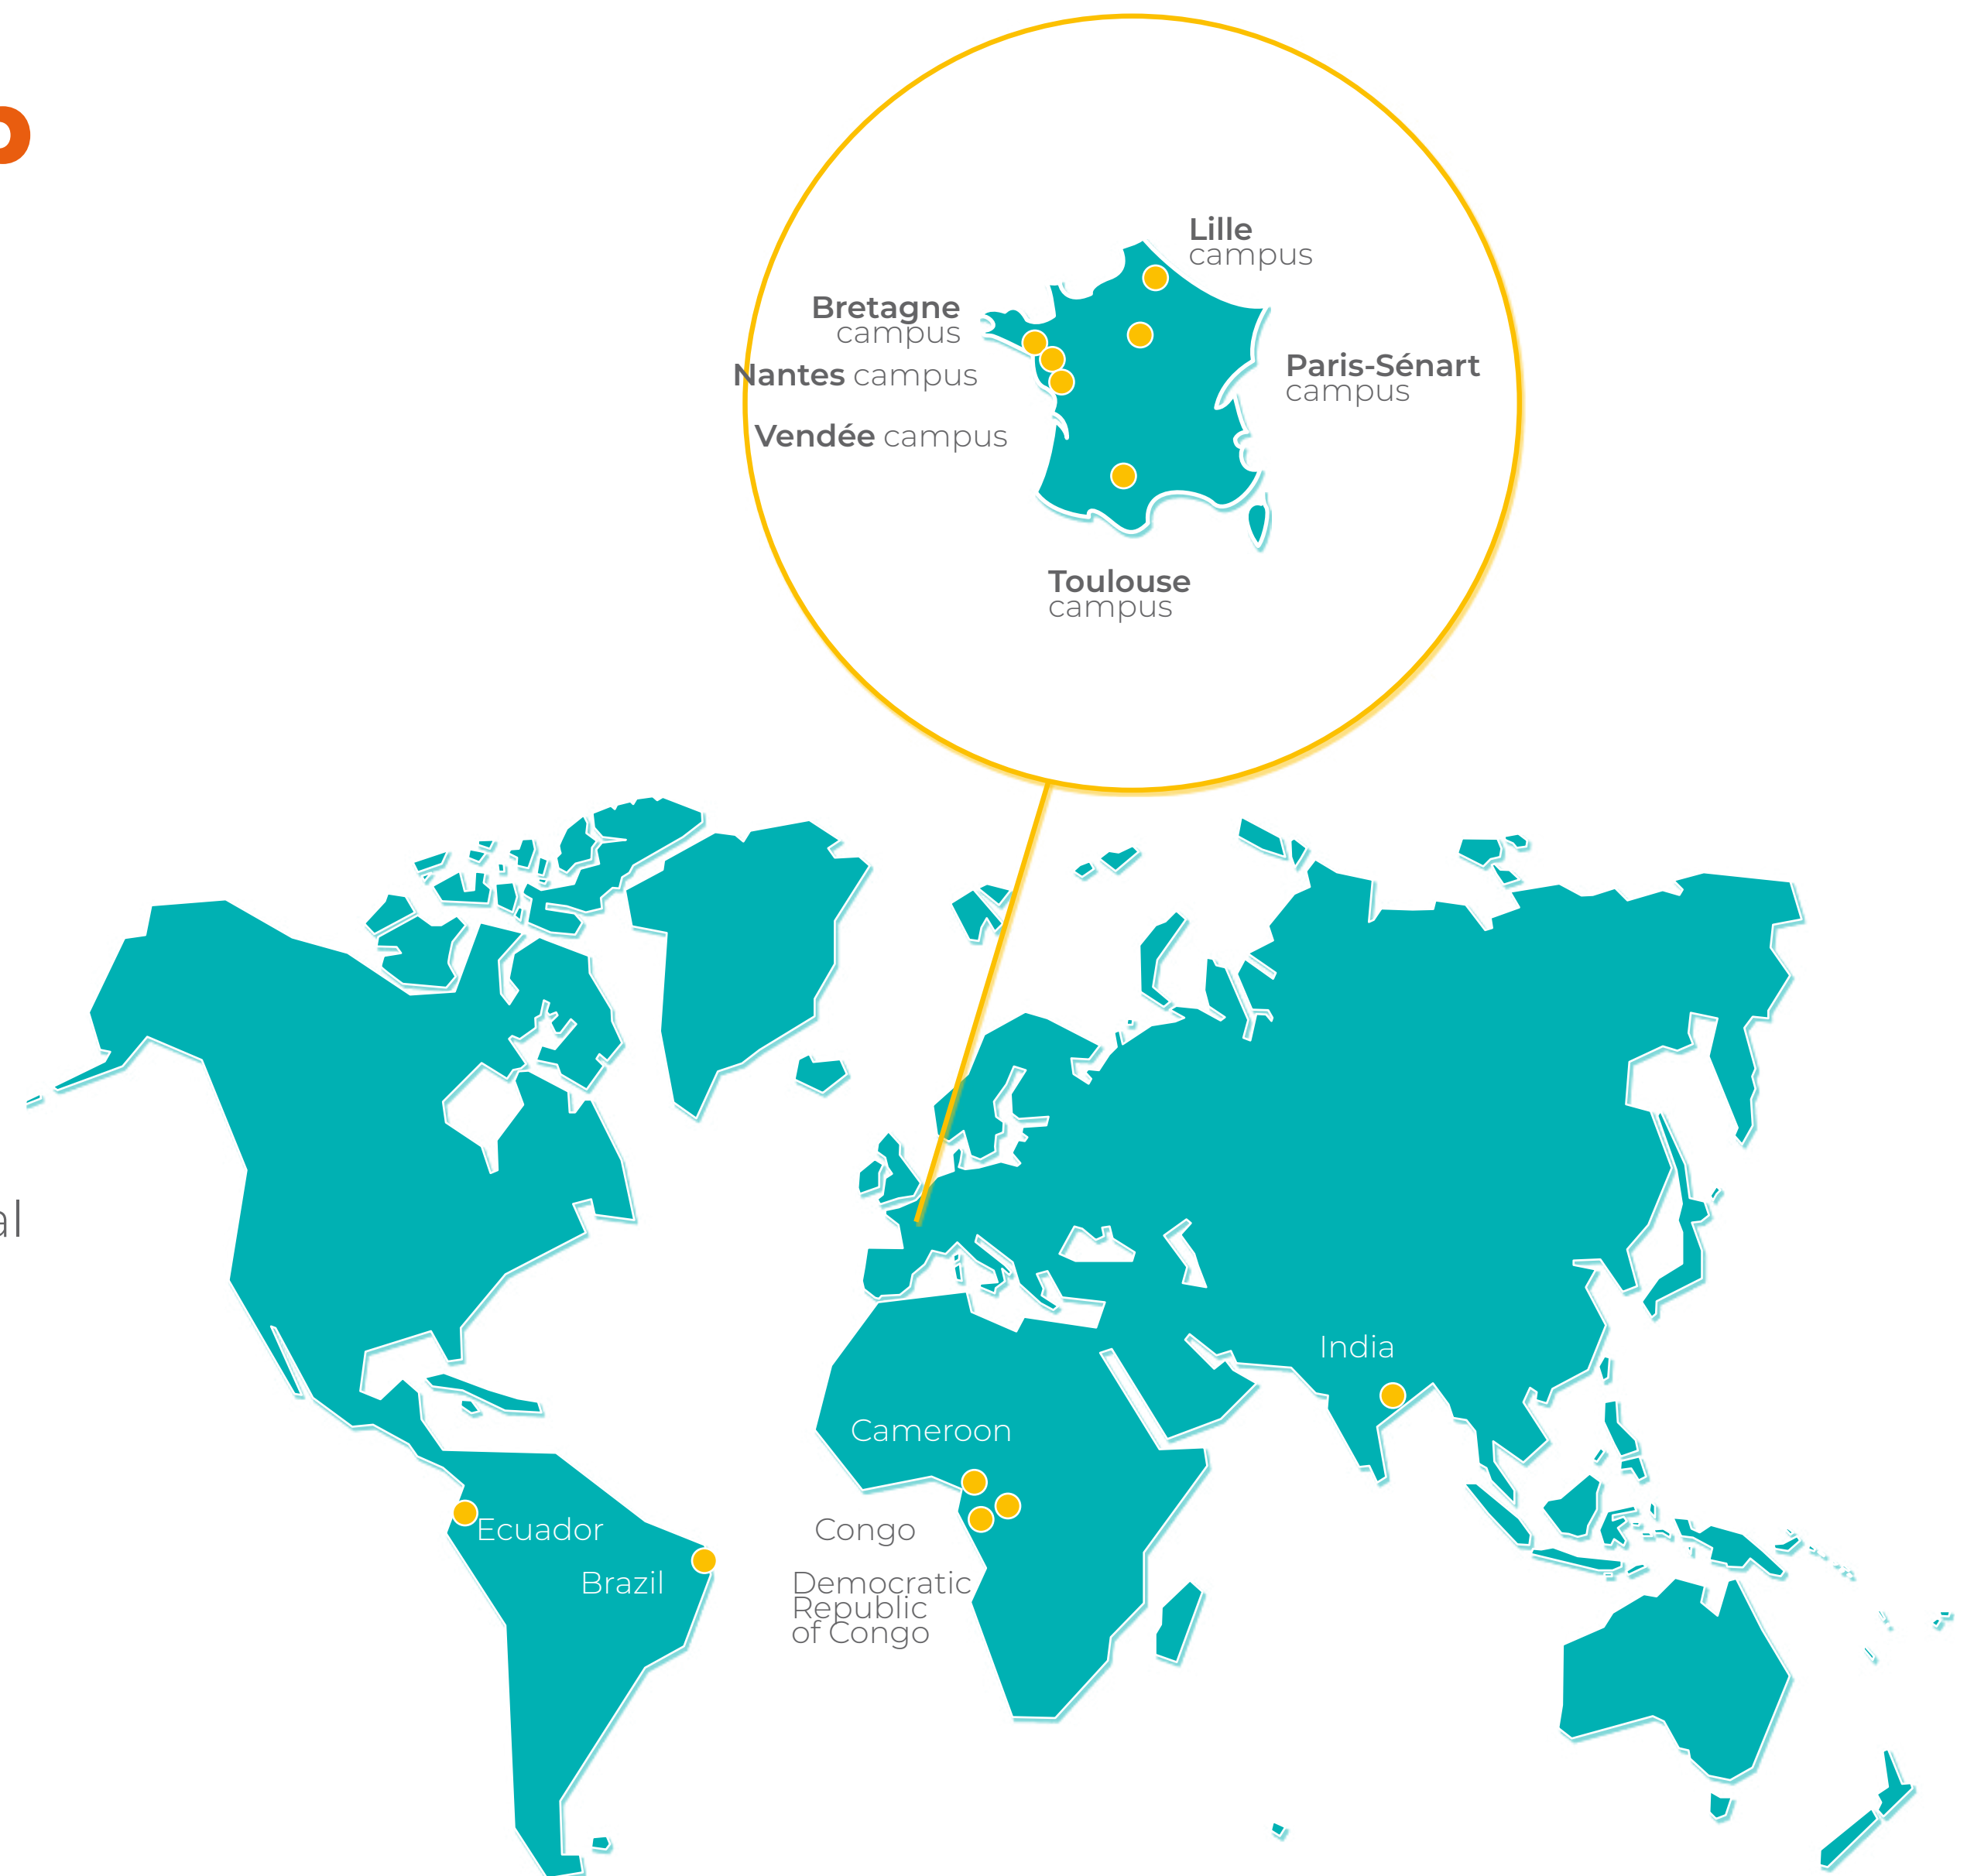 Lille
campus
Bretagne
campus
Paris-Sénart
campus
Nantes campus
Vendée campus
Toulouse
campus
al
India
Cameroon
Ecuador
Congo
Brazil
Democratic
Republic
of Congo